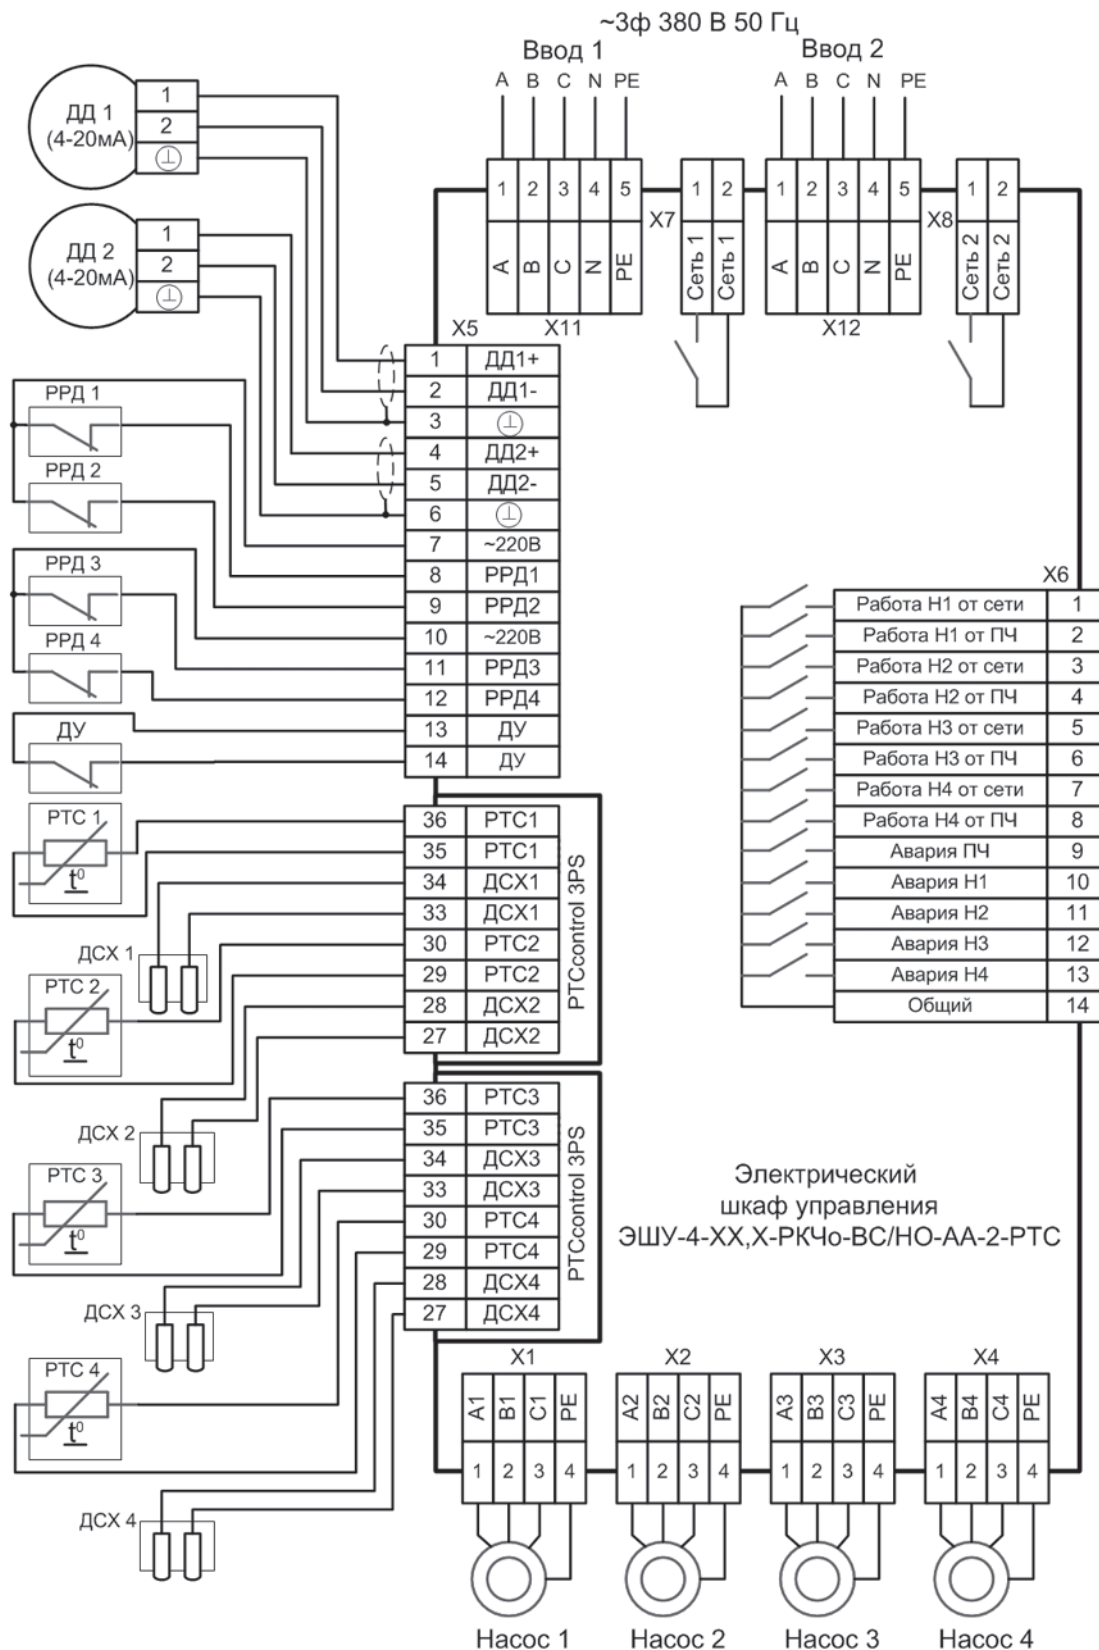 ~3ф 380 В 50 Гц
Ввод 1
Ввод 2
A B C N PE
A B C N PE
1 2 3 4 5
A B C N PE
X11
X7
1 2
Сеть 1
Сеть 1
1 2 3 4 5
A B C N PE
X12
X8
1 2
Сеть 2
Сеть 2
ДД 1
(4-20мА)
1
2
ДД 2
(4-20мА)
1
2
РРД 1
РРД 2
РРД 3
РРД 4
ДУ
X5
1 ДД1+
2 ДД1-
3
4 ДД2+
5 ДД2-
6
7 ~220В
8 РРД1
9 РРД2
10 ~220В
11 РРД3
12 РРД4
13 ДУ
14 ДУ
X6
Работа Н1 от сети 1
Работа Н1 от ПЧ 2
Работа Н2 от сети 3
Работа Н2 от ПЧ 4
Работа Н3 от сети 5
Работа Н3 от ПЧ 6
Работа Н4 от сети 7
Работа Н4 от ПЧ 8
Авария ПЧ 9
Авария Н1 10
Авария Н2 11
Авария Н3 12
Авария Н4 13
Общий 14
РТС 1
t⁰
ДСХ 1
РТС 2
t⁰
ДСХ 2
РТС 3
t⁰
ДСХ 3
РТС 4
t⁰
ДСХ 4
36 РТС1
35 РТС1
34 ДСХ1
33 ДСХ1
30 РТС2
29 РТС2
28 ДСХ2
27 ДСХ2
PTCcontrol 3PS
36 РТС3
35 РТС3
34 ДСХ3
33 ДСХ3
30 РТС4
29 РТС4
28 ДСХ4
27 ДСХ4
PTCcontrol 3PS
Электрический
шкаф управления
ЭШУ-4-ХХ,Х-РКЧо-ВС/НО-АА-2-РТС
X1
A1 B1 C1 PE
1 2 3 4
Насос 1
X2
A2 B2 C2 PE
1 2 3 4
Насос 2
X3
A3 B3 C3 PE
1 2 3 4
Насос 3
X4
A4 B4 C4 PE
1 2 3 4
Насос 4